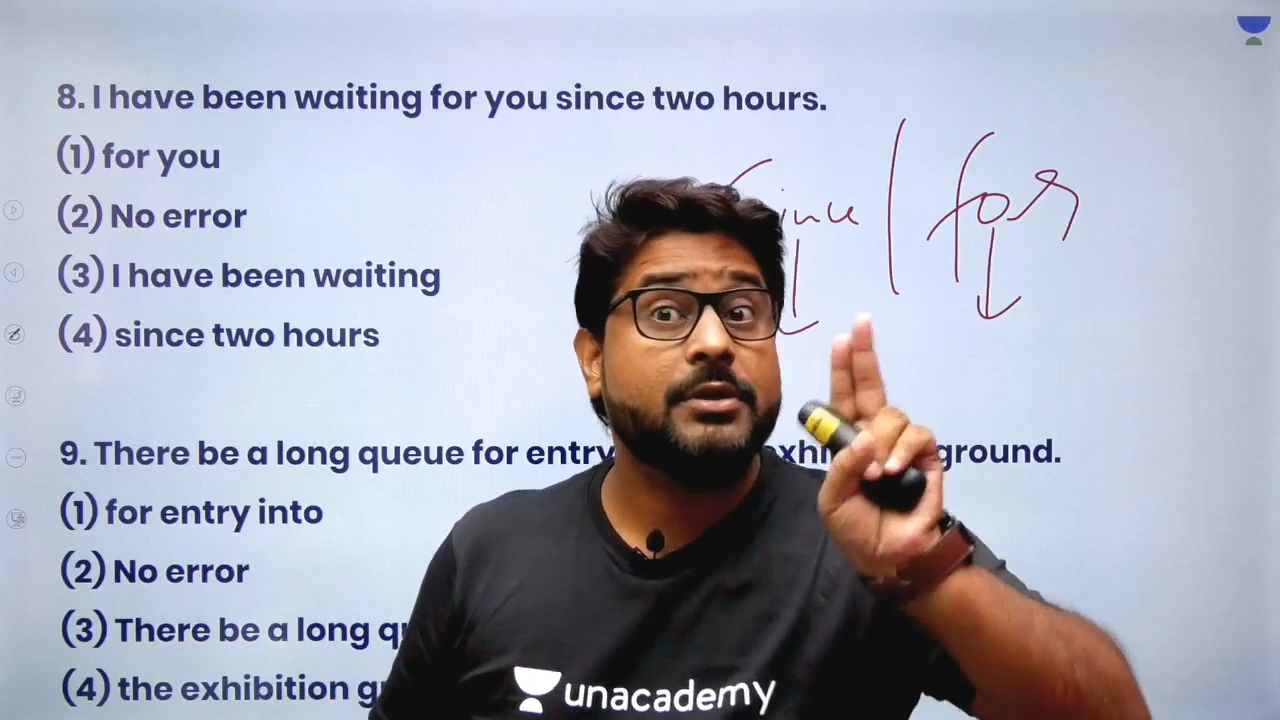 8. I have been waiting for you since two hours.
(1) for you
(2) No error
(3) I have been waiting
(4) since two hours
since / for
9. There be a long queue for entry ground.
(1) for entry into
(2) No error
(3) There be a long
(4) the exhibition
unacademy